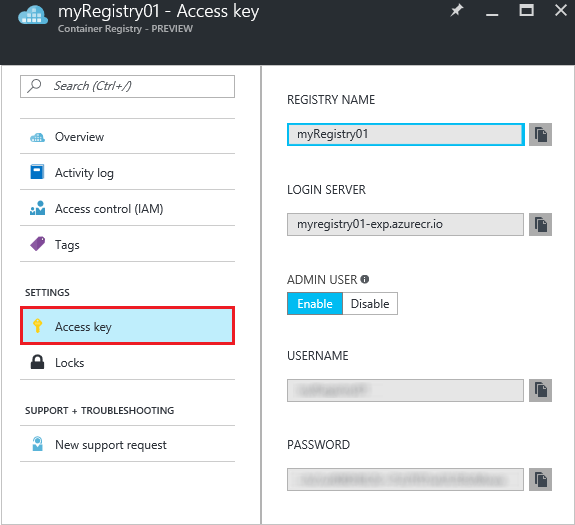 myRegistry01 - Access key
Container Registry - PREVIEW
Search (Ctrl+/)
Overview
Activity log
Access control (IAM)
Tags
SETTINGS
Access key
Locks
SUPPORT + TROUBLESHOOTING
New support request
REGISTRY NAME
myRegistry01
LOGIN SERVER
myregistry01-exp.azurecr.io
ADMIN USER
Enable Disable
USERNAME
PASSWORD